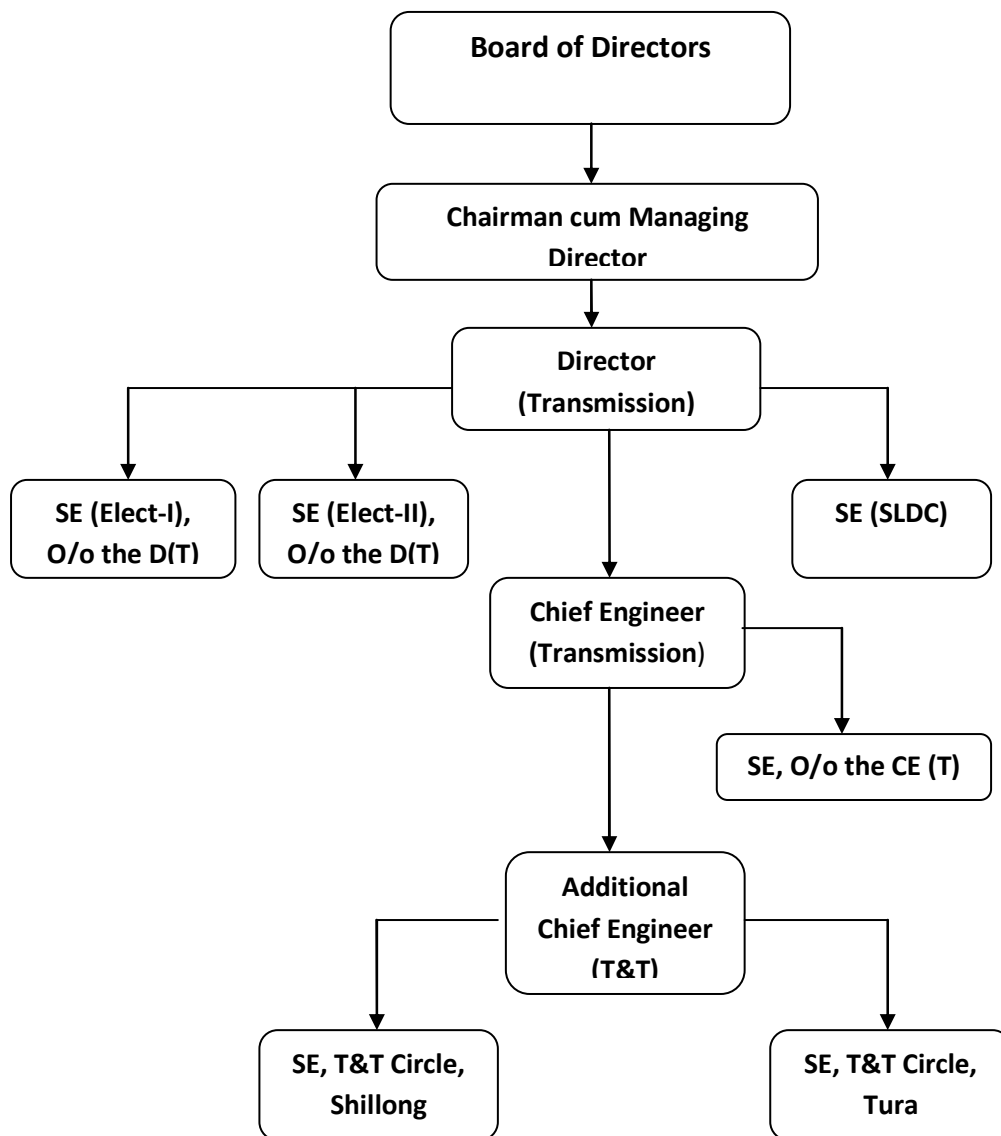 Board of Directors
Chairman cum Managing
Director
Director
(Transmission)
SE (Elect-I),
O/o the D(T)
SE (Elect-II),
O/o the D(T)
SE (SLDC)
Chief Engineer
(Transmission)
SE, O/o the CE (T)
Additional
Chief Engineer
(T&T)
SE, T&T Circle,
Shillong
SE, T&T Circle,
Tura